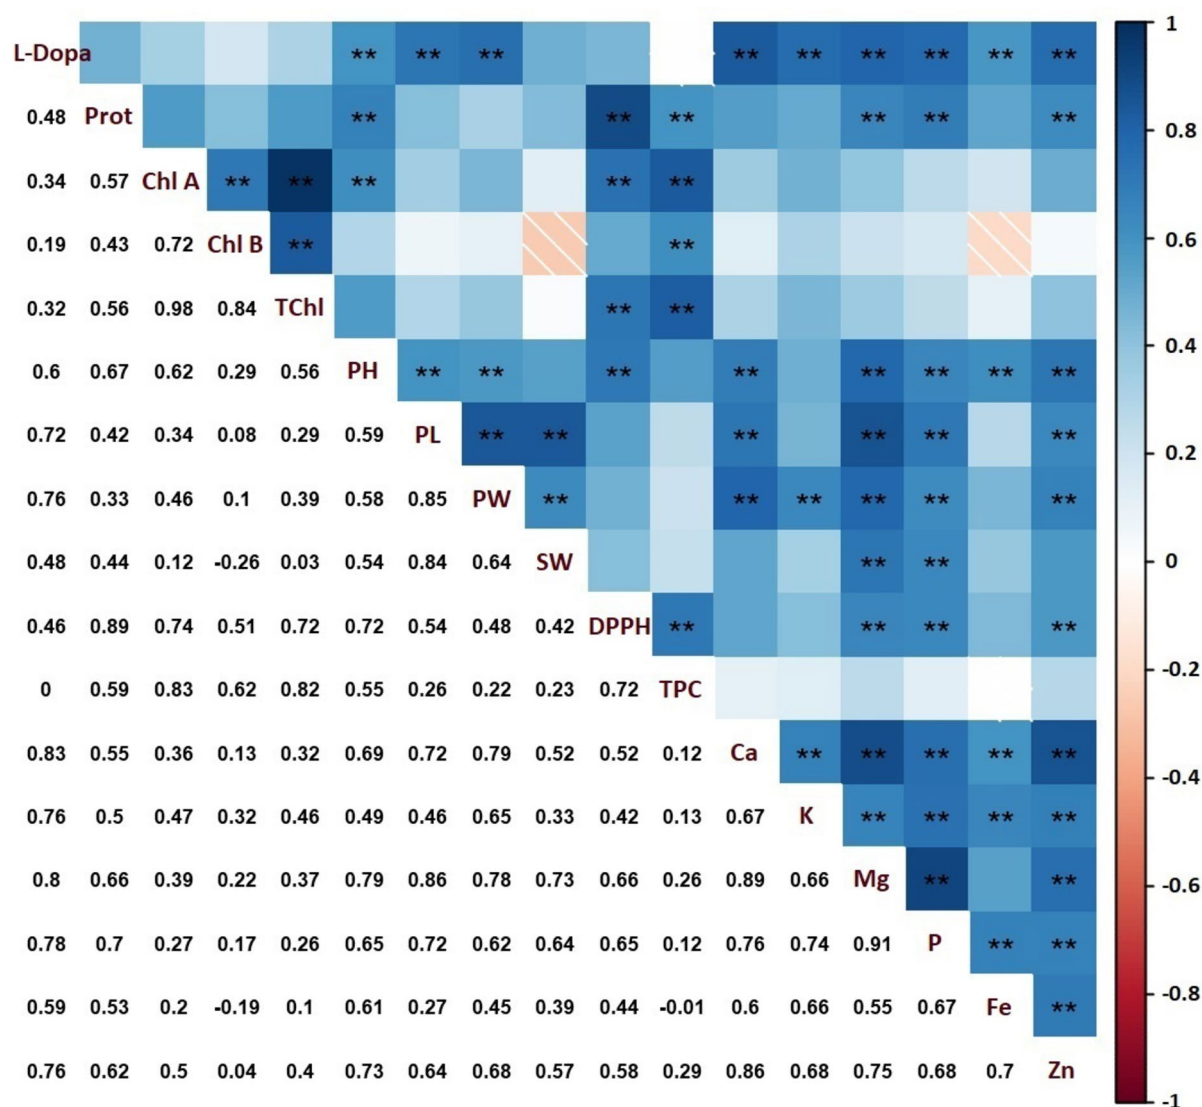 L-Dopa ** ** ** ** ** ** ** ** **
0.48 Prot ** ** ** ** ** **
0.34 0.57 Chl A ** ** ** ** **
0.19 0.43 0.72 Chl B ** **
0.32 0.56 0.98 0.84 TChl ** **
0.6 0.67 0.62 0.29 0.56 PH ** ** ** ** ** ** ** **
0.72 0.42 0.34 0.08 0.29 0.59 PL ** ** ** ** ** **
0.76 0.33 0.46 0.1 0.39 0.58 0.85 PW ** ** ** ** ** **
0.48 0.44 0.12 -0.26 0.03 0.54 0.84 0.64 SW ** **
0.46 0.89 0.74 0.51 0.72 0.72 0.54 0.48 0.42 DPPH ** ** ** **
0 0.59 0.83 0.62 0.82 0.55 0.26 0.22 0.23 0.72 TPC
0.83 0.55 0.36 0.13 0.32 0.69 0.72 0.79 0.52 0.52 0.12 Ca ** ** ** ** **
0.76 0.5 0.47 0.32 0.46 0.49 0.46 0.65 0.33 0.42 0.13 0.67 K ** ** ** **
0.8 0.66 0.39 0.22 0.37 0.79 0.86 0.78 0.73 0.66 0.26 0.89 0.66 Mg ** **
0.78 0.7 0.27 0.17 0.26 0.65 0.72 0.62 0.64 0.65 0.12 0.76 0.74 0.91 P ** **
0.59 0.53 0.2 -0.19 0.1 0.61 0.27 0.45 0.39 0.44 -0.01 0.6 0.66 0.55 0.67 Fe **
0.76 0.62 0.5 0.04 0.4 0.73 0.64 0.68 0.57 0.58 0.29 0.86 0.68 0.75 0.68 0.7 Zn
1
0.8
0.6
0.4
0.2
0
-0.2
-0.4
-0.6
-0.8
-1